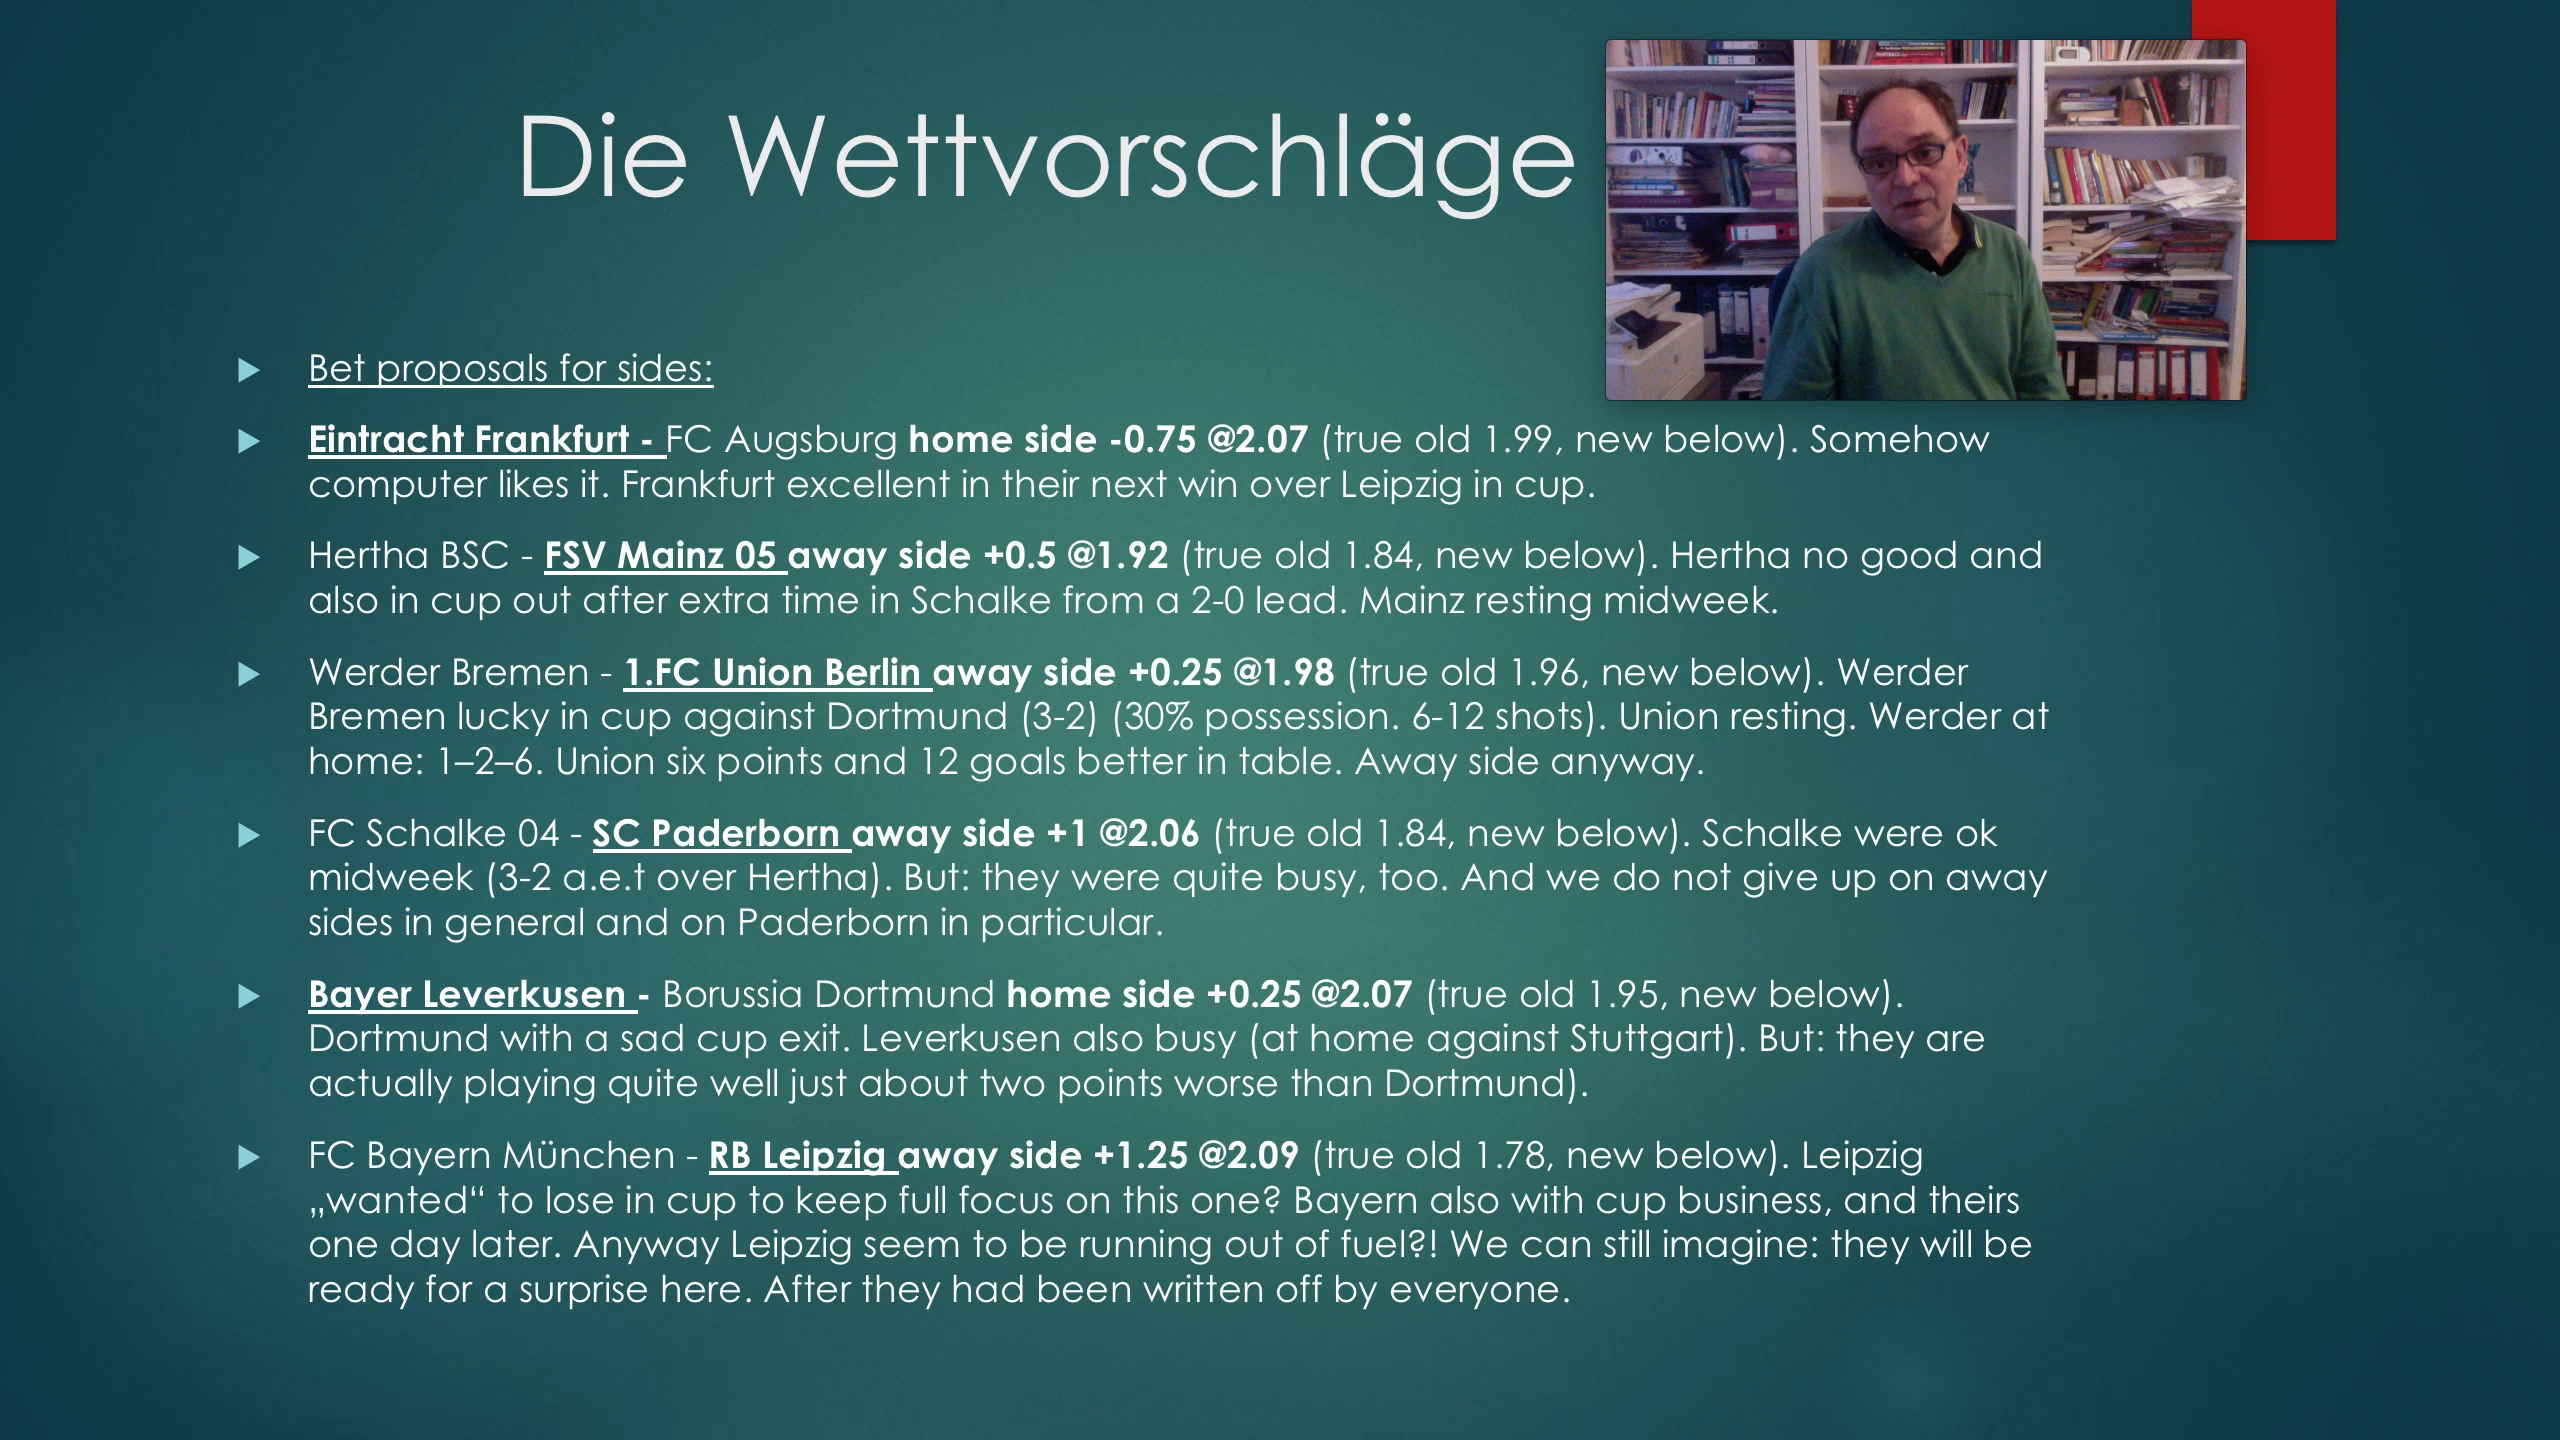 Die Wettvorschläge
Bet proposals for sides:
Eintracht Frankfurt - FC Augsburg home side -0.75 @2.07 (true old 1.99, new below). Somehow
computer likes it. Frankfurt excellent in their next win over Leipzig in cup.
Hertha BSC - FSV Mainz 05 away side +0.5 @1.92 (true old 1.84, new below). Hertha no good and
also in cup out after extra time in Schalke from a 2-0 lead. Mainz resting midweek.
Werder Bremen - 1.FC Union Berlin away side +0.25 @1.98 (true old 1.96, new below). Werder
Bremen lucky in cup against Dortmund (3-2) (30% possession. 6-12 shots). Union resting. Werder at
home: 1–2–6. Union six points and 12 goals better in table. Away side anyway.
FC Schalke 04 - SC Paderborn away side +1 @2.06 (true old 1.84, new below). Schalke were ok
midweek (3-2 a.e.t over Hertha). But: they were quite busy, too. And we do not give up on away
sides in general and on Paderborn in particular.
Bayer Leverkusen - Borussia Dortmund home side +0.25 @2.07 (true old 1.95, new below).
Dortmund with a sad cup exit. Leverkusen also busy (at home against Stuttgart). But: they are
actually playing quite well just about two points worse than Dortmund).
FC Bayern München - RB Leipzig away side +1.25 @2.09 (true old 1.78, new below). Leipzig
„wanted“ to lose in cup to keep full focus on this one? Bayern also with cup business, and theirs
one day later. Anyway Leipzig seem to be running out of fuel?! We can still imagine: they will be
ready for a surprise here. After they had been written off by everyone.